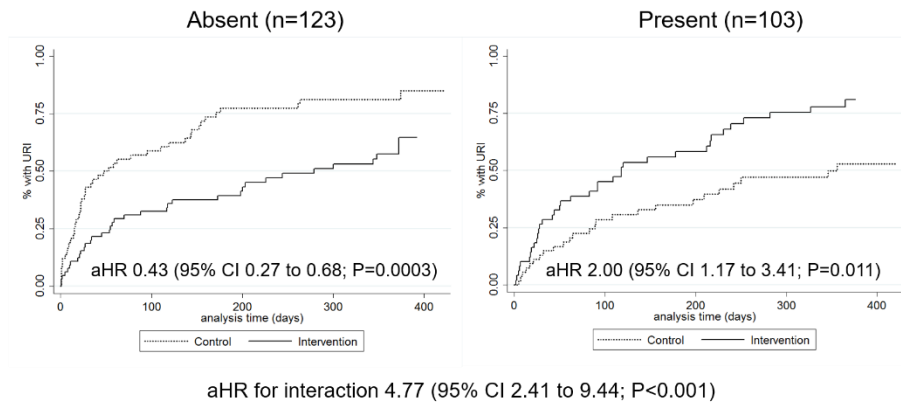 Absent (n=123)
Present (n=103)
% with URI
1.00
0.75
0.50
0.25
0.00
aHR 0.43 (95% CI 0.27 to 0.68; P=0.0003)
0 100 200 300 400
analysis time (days)
Control Intervention
% with URI
1.00
0.75
0.50
0.25
0.00
aHR 2.00 (95% CI 1.17 to 3.41; P=0.011)
0 100 200 300 400
analysis time (days)
Control Intervention
aHR for interaction 4.77 (95% CI 2.41 to 9.44; P<0.001)